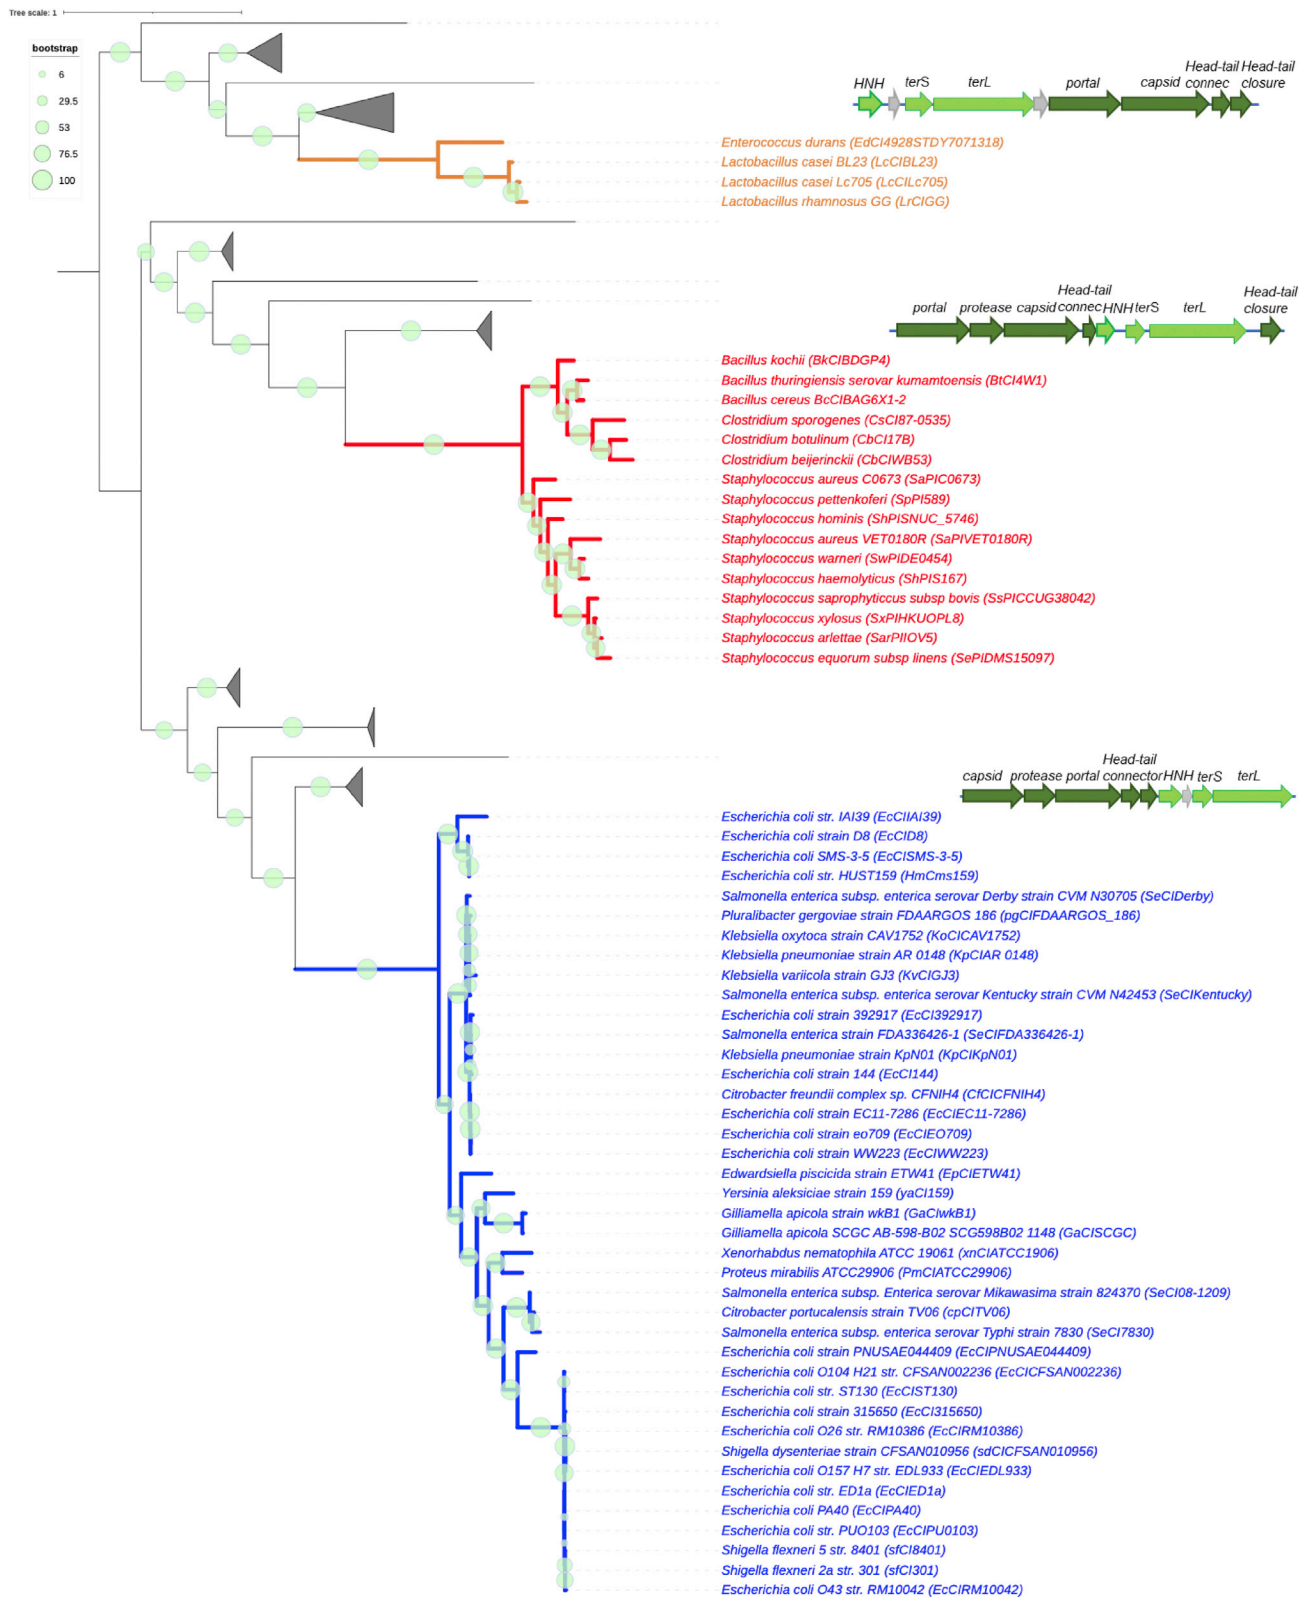 Tree scale: 1
bootstrap
6
29.5
53
76.5
100
HNH terS terL portal capsid Head-tail connec Head-tail closure
Enterococcus durans (EdCI4928STDY7071318)
Lactobacillus casei BL23 (LcCIBL23)
Lactobacillus casei Lc705 (LcCILc705)
Lactobacillus rhamnosus GG (LrCIGG)
portal protease capsid Head-tail connec HNH terS terL Head-tail closure
Bacillus kochii (BkCIBDGP4)
Bacillus thuringiensis serovar kumamtoensis (BtCI4W1)
Bacillus cereus BcCIBAG6X1-2
Clostridium sporogenes (CsCI87-0535)
Clostridium botulinum (CbCI17B)
Clostridium beijerinckii (CbCIWB53)
Staphylococcus aureus C0673 (SaPIC0673)
Staphylococcus pettenkoferi (SpPI589)
Staphylococcus hominis (ShPISNUC_5746)
Staphylococcus aureus VET0180R (SaPIVET0180R)
Staphylococcus warneri (SwPIDE0454)
Staphylococcus haemolyticus (ShPIS167)
Staphylococcus saprophyticcus subsp bovis (SsPICCUG38042)
Staphylococcus xylosus (SxPIHKUOPL8)
Staphylococcus arlettae (SarPIIOV5)
Staphylococcus equorum subsp linens (SePIDMS15097)
capsid protease portal Head-tail connector HNH terS terL
Escherichia coli str. IAI39 (EcCIIAI39)
Escherichia coli strain D8 (EcCID8)
Escherichia coli SMS-3-5 (EcCISMS-3-5)
Escherichia coli str. HUST159 (HmCms159)
Salmonella enterica subsp. enterica serovar Derby strain CVM N30705 (SeCIDerby)
Pluralibacter gergoviae strain FDAARGOS 186 (pgCIFDAARGOS_186)
Klebsiella oxytoca strain CAV1752 (KoCICAV1752)
Klebsiella pneumoniae strain AR 0148 (KpCIAR 0148)
Klebsiella variicola strain GJ3 (KvCIGJ3)
Salmonella enterica subsp. enterica serovar Kentucky strain CVM N42453 (SeCIKentucky)
Escherichia coli strain 392917 (EcCI392917)
Salmonella enterica strain FDA336426-1 (SeCIFDA336426-1)
Klebsiella pneumoniae strain KpN01 (KpCIKpN01)
Escherichia coli strain 144 (EcCI144)
Citrobacter freundii complex sp. CFNIH4 (CfCICFNIH4)
Escherichia coli strain EC11-7286 (EcCIEC11-7286)
Escherichia coli strain eo709 (EcCIEO709)
Escherichia coli strain WW223 (EcCIWW223)
Edwardsiella piscicida strain ETW41 (EpCIETW41)
Yersinia aleksiciae strain 159 (yaCI159)
Gilliamella apicola strain wkB1 (GaCIwkB1)
Gilliamella apicola SCGC AB-598-B02 SCG598B02 1148 (GaCISCGC)
Xenorhabdus nematophila ATCC 19061 (xnCIATCC1906)
Proteus mirabilis ATCC29906 (PmCIATCC29906)
Salmonella enterica subsp. Enterica serovar Mikawasima strain 824370 (SeCI08-1209)
Citrobacter portucalensis strain TV06 (cpCITV06)
Salmonella enterica subsp. enterica serovar Typhi strain 7830 (SeCI7830)
Escherichia coli strain PNUSAE044409 (EcCIPNUSAE044409)
Escherichia coli O104 H21 str. CFSAN002236 (EcCICFSAN002236)
Escherichia coli str. ST130 (EcCIST130)
Escherichia coli strain 315650 (EcCI315650)
Escherichia coli O26 str. RM10386 (EcCIRM10386)
Shigella dysenteriae strain CFSAN010956 (sdCICFSAN010956)
Escherichia coli O157 H7 str. EDL933 (EcCIEDL933)
Escherichia coli str. ED1a (EcCIED1a)
Escherichia coli PA40 (EcCIPA40)
Escherichia coli str. PUO103 (EcCIPU0103)
Shigella flexneri 5 str. 8401 (sfCI8401)
Shigella flexneri 2a str. 301 (sfCI301)
Escherichia coli O43 str. RM10042 (EcCIRM10042)